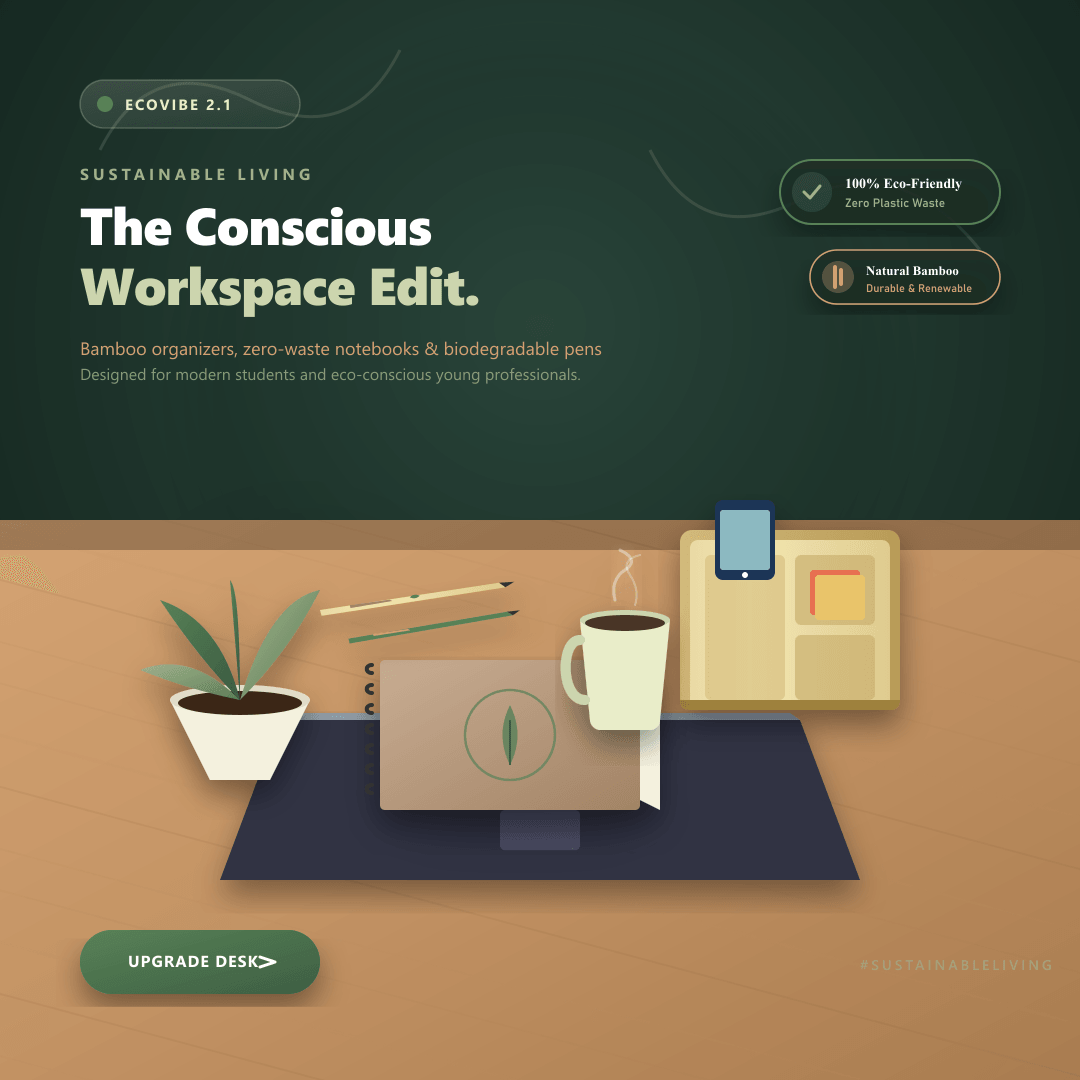 ECOVIBE 2.1
SUSTAINABLE LIVING
The Conscious
Workspace Edit.
Bamboo organizers, zero-waste notebooks & biodegradable pens
Designed for modern students and eco-conscious young professionals.
100% Eco-Friendly
Zero Plastic Waste
Natural Bamboo
Durable & Renewable
UPGRADE DESK
#SUSTAINABLELIVING